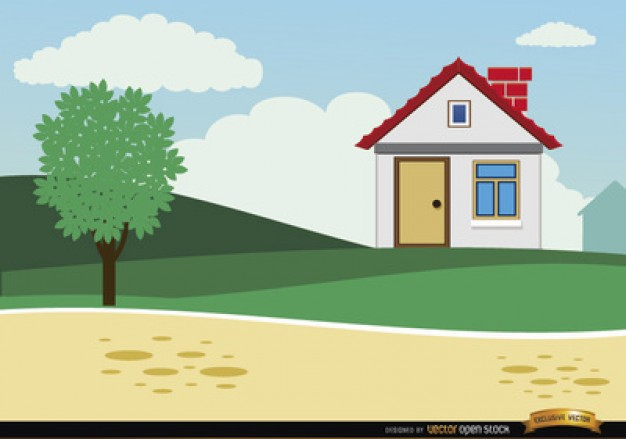 DESIGNED BY Vector Open Stock
EXCLUSIVE VECTOR